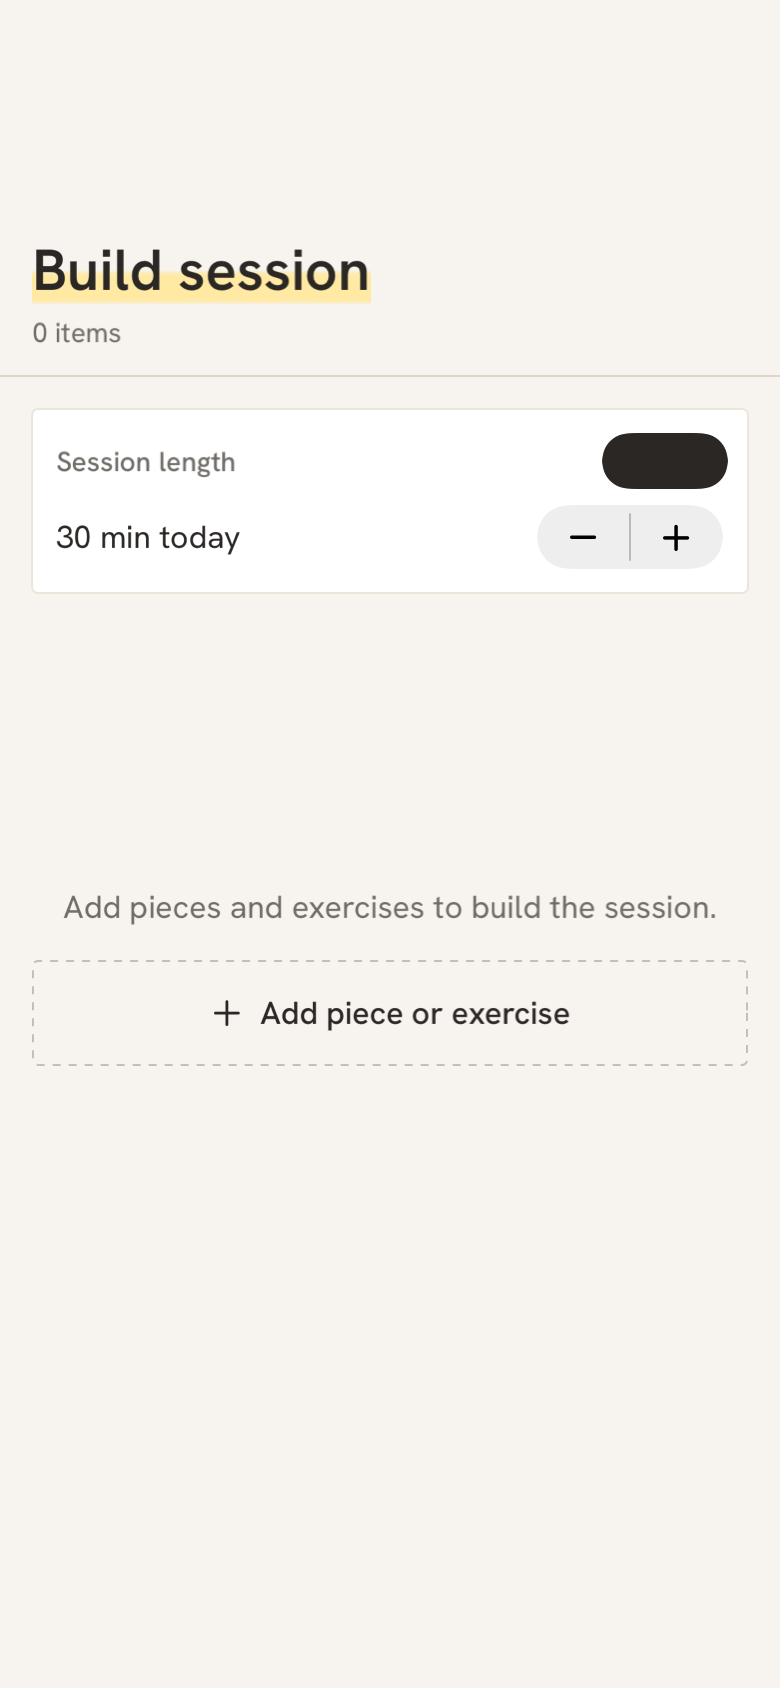 Build session
0 items
Session length
30 min today
Add pieces and exercises to build the session.
Add piece or exercise